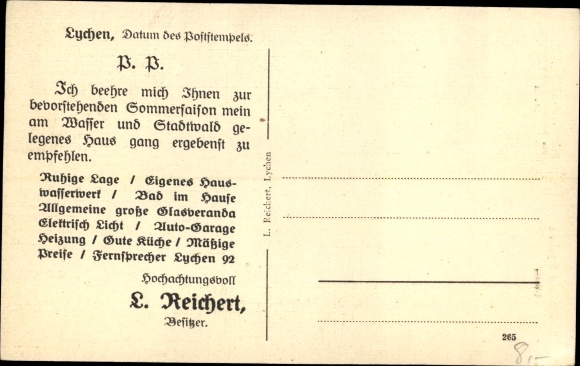 Lychen, Datum des Poststempels.
P. P.
Ich beehre mich Ihnen zur
bevorstehenden Sommersaison mein
am Wasser und Stadtwald ge-
legenes Haus gang ergebenst zu
empfehlen.
Ruhige Lage / Eigenes Haus-
wasserwerk / Bad im Hause
Allgemeine große Glasveranda
Elektrisch Licht / Auto-Garage
Heizung / Gute Küche / Mäßige
Preise / Fernsprecher Lychen 92
Hochachtungsvoll
L. Reichert,
Besitzer.
L. Reichert, Lychen
265
8,-